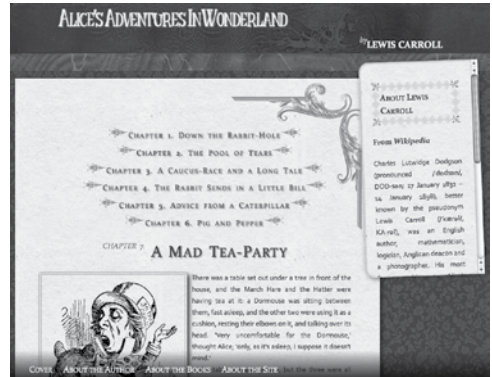 ALICE'S ADVENTURES IN WONDERLAND
by LEWIS CARROLL
CHAPTER 1. DOWN THE RABBIT-HOLE
CHAPTER 2. THE POOL OF TEARS
CHAPTER 3. A CAUCUS-RACE AND A LONG TALE
CHAPTER 4. THE RABBIT SENDS IN A LITTLE BILL
CHAPTER 5. ADVICE FROM A CATERPILLAR
CHAPTER 6. PIG AND PEPPER
CHAPTER 7
A MAD TEA-PARTY
There was a table set out under a tree in front of the
house, and the March Hare and the Hatter were
having tea at it: a Dormouse was sitting between
them, fast asleep, and the other two were using it as a
cushion, resting their elbows on it, and talking over its
head. 'Very uncomfortable for the Dormouse,'
thought Alice, 'only, as it's asleep, I suppose it doesn't
mind.'
but the three were all
ABOUT LEWIS
CARROLL
From Wikipedia
Charles Lutwidge Dodgson
(pronounced
27 January 1832 –
14 January 1898), better
known by the pseudonym
Lewis Carroll
was an English
author, mathematician,
logician, Anglican deacon and
a photographer. His most
COVER ABOUT THE AUTHOR ABOUT THE BOOKS ABOUT THE SITE